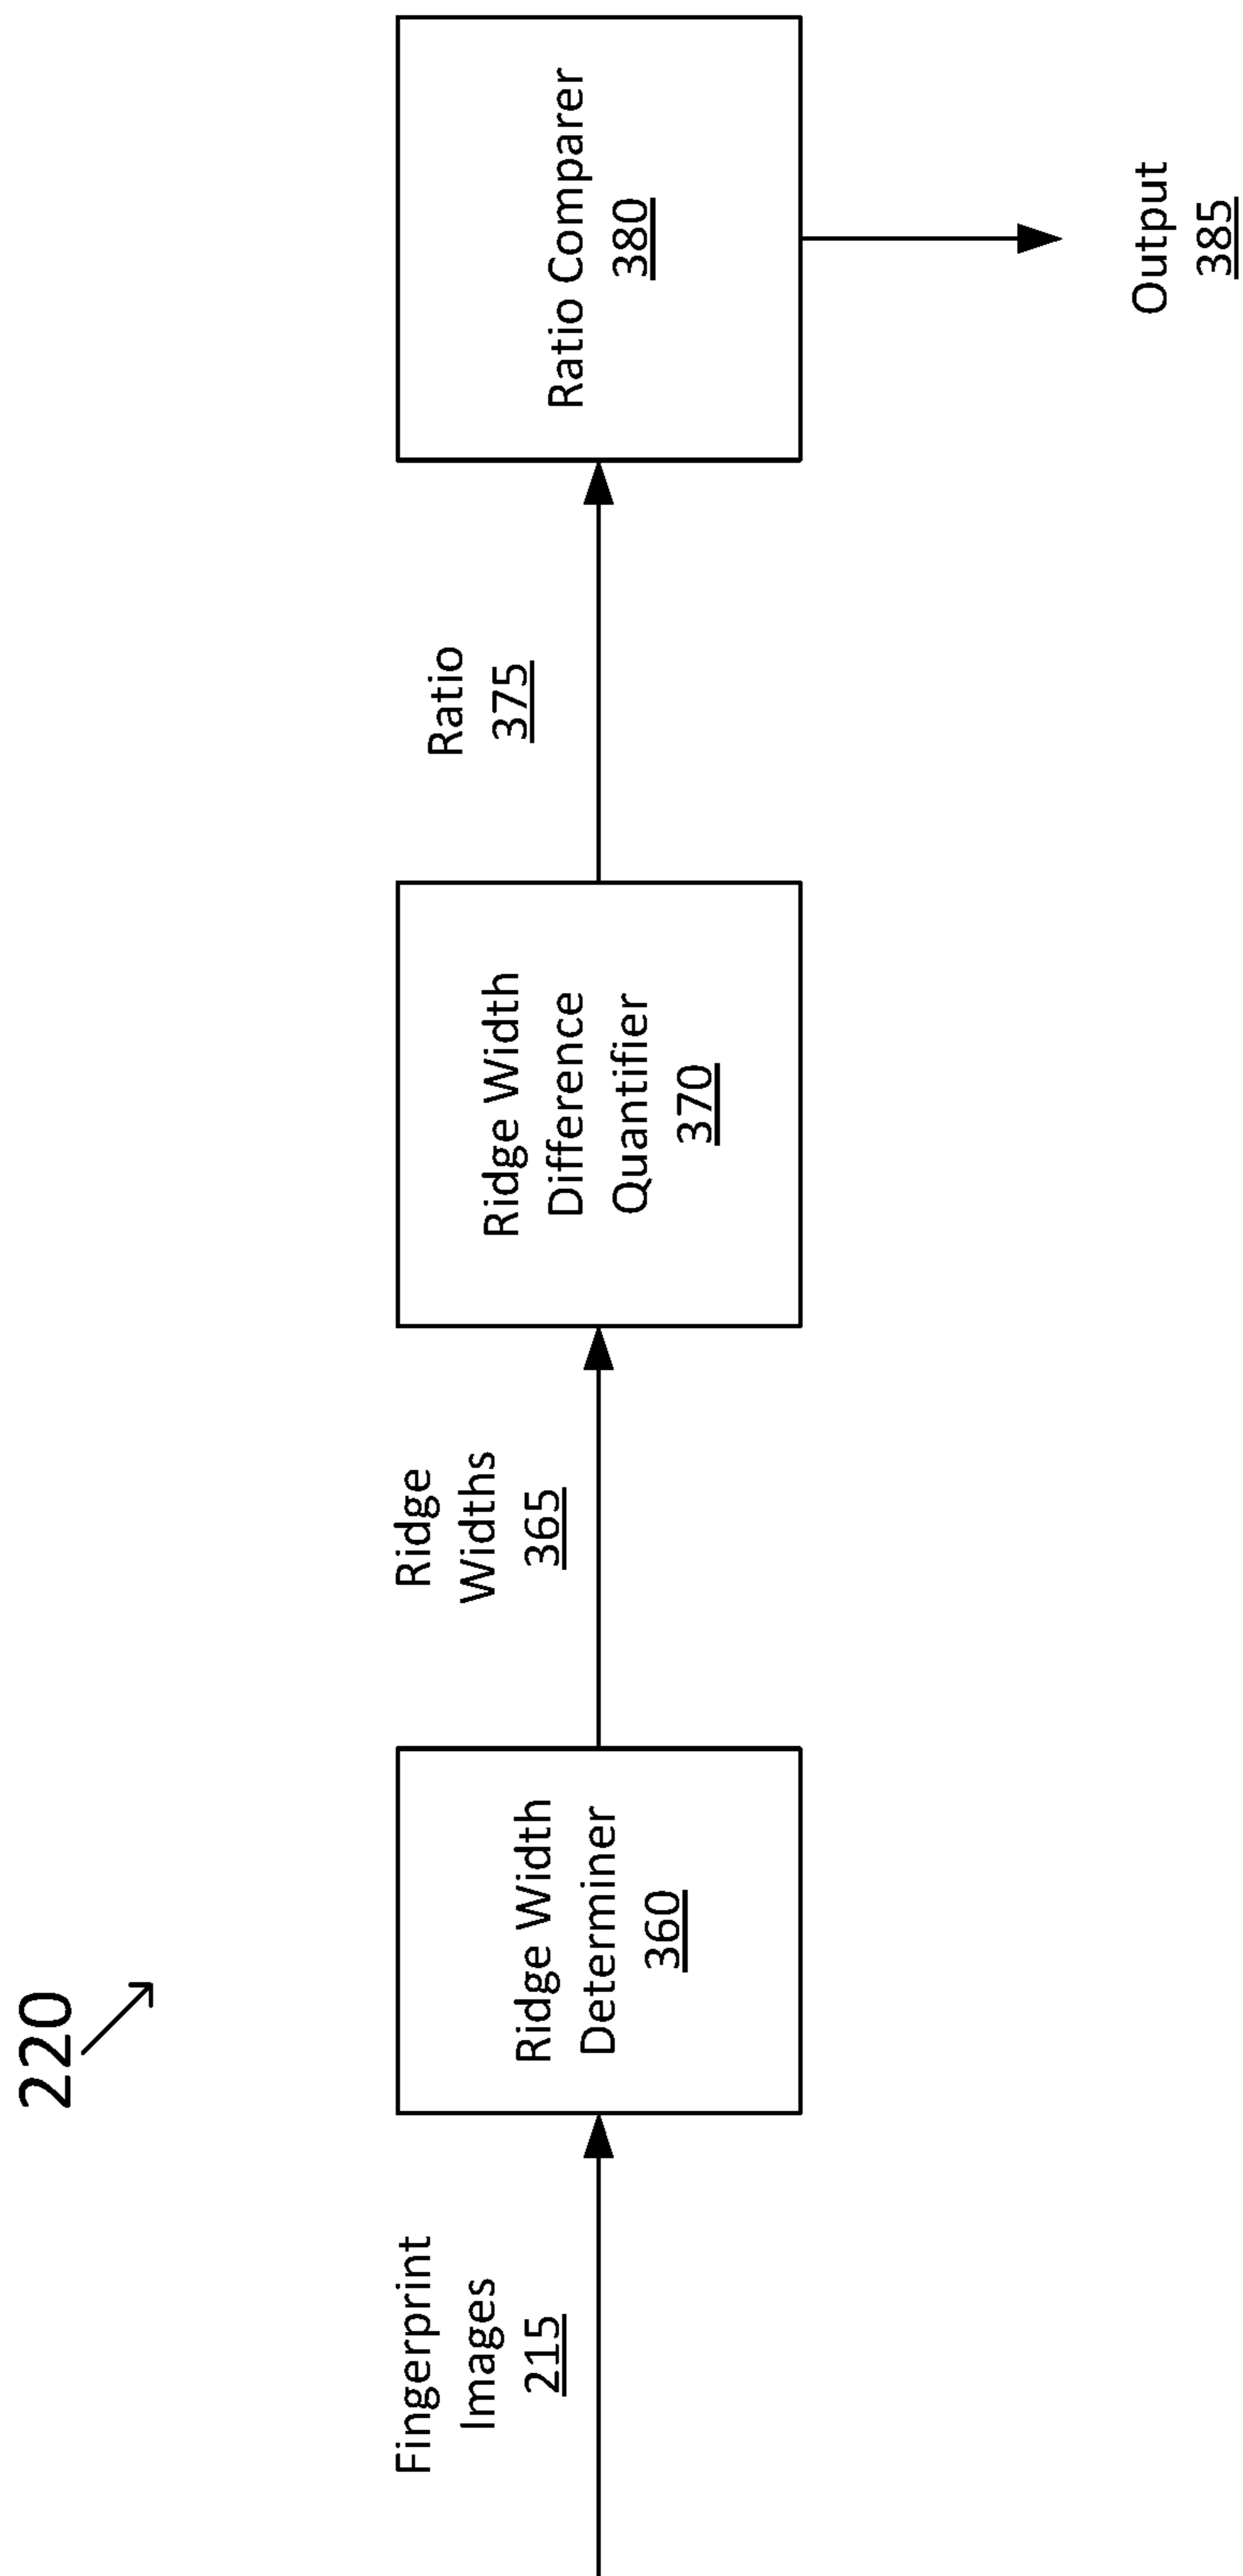 220
Fingerprint
Images
215
Ridge Width
Determiner
360
Ridge
Widths
365
Ridge Width
Difference
Quantifier
370
Ratio
375
Ratio Comparer
380
Output
385